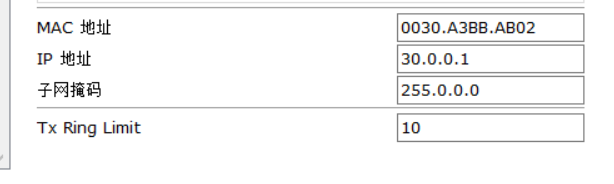 MAC 地址 0030.A3BB.AB02
IP 地址 30.0.0.1
子网掩码 255.0.0.0
Tx Ring Limit 10